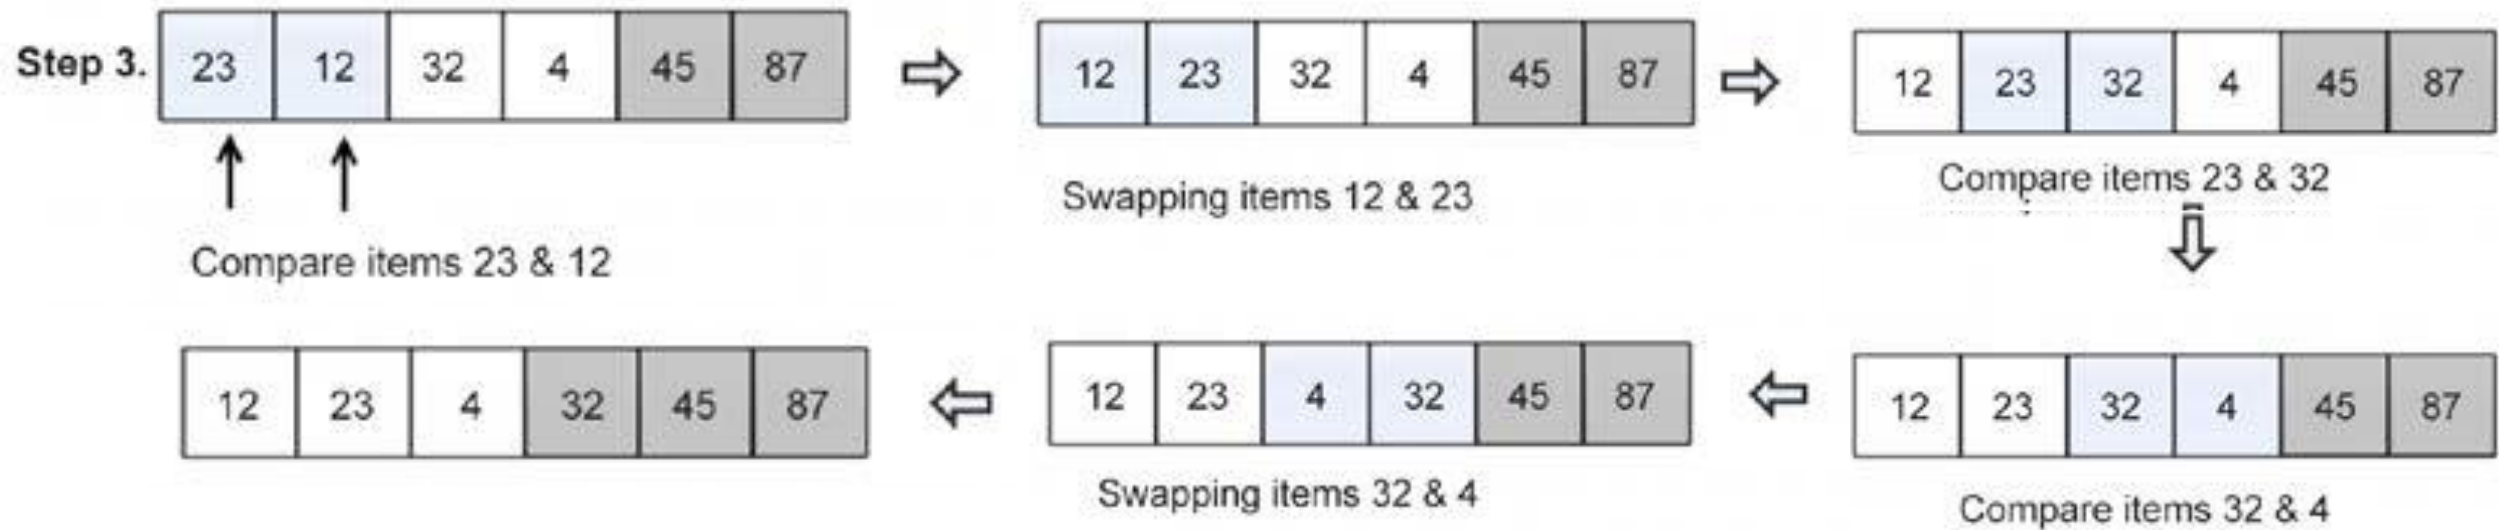 Step 3. 23 12 32 4 45 87
12 23 32 4 45 87
12 23 32 4 45 87
Compare items 23 & 12
Swapping items 12 & 23
Compare items 23 & 32
12 23 4 32 45 87
12 23 4 32 45 87
12 23 32 4 45 87
Swapping items 32 & 4
Compare items 32 & 4